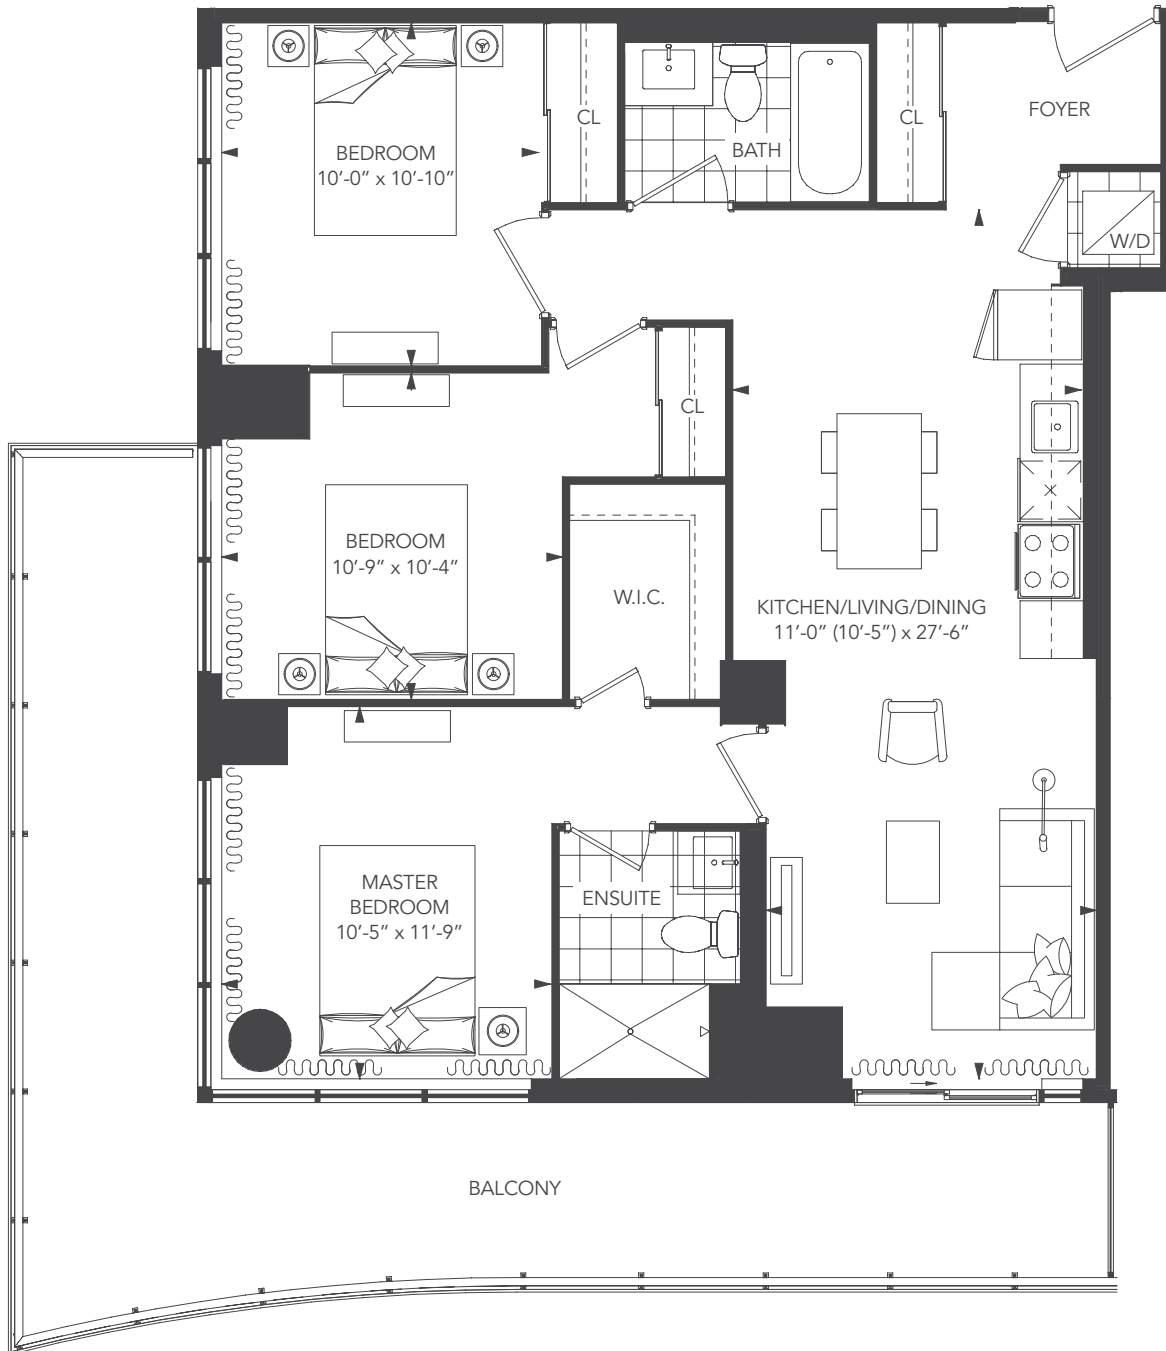 FOYER
CL
CL
BATH
BEDROOM
10'-0” x 10'-10”
W/D
CL
BEDROOM
10'-9” x 10'-4”
W.I.C.
KITCHEN/LIVING/DINING
11'-0” (10'-5”) x 27'-6”
MASTER
BEDROOM
10'-5” x 11'-9”
ENSUITE
BALCONY